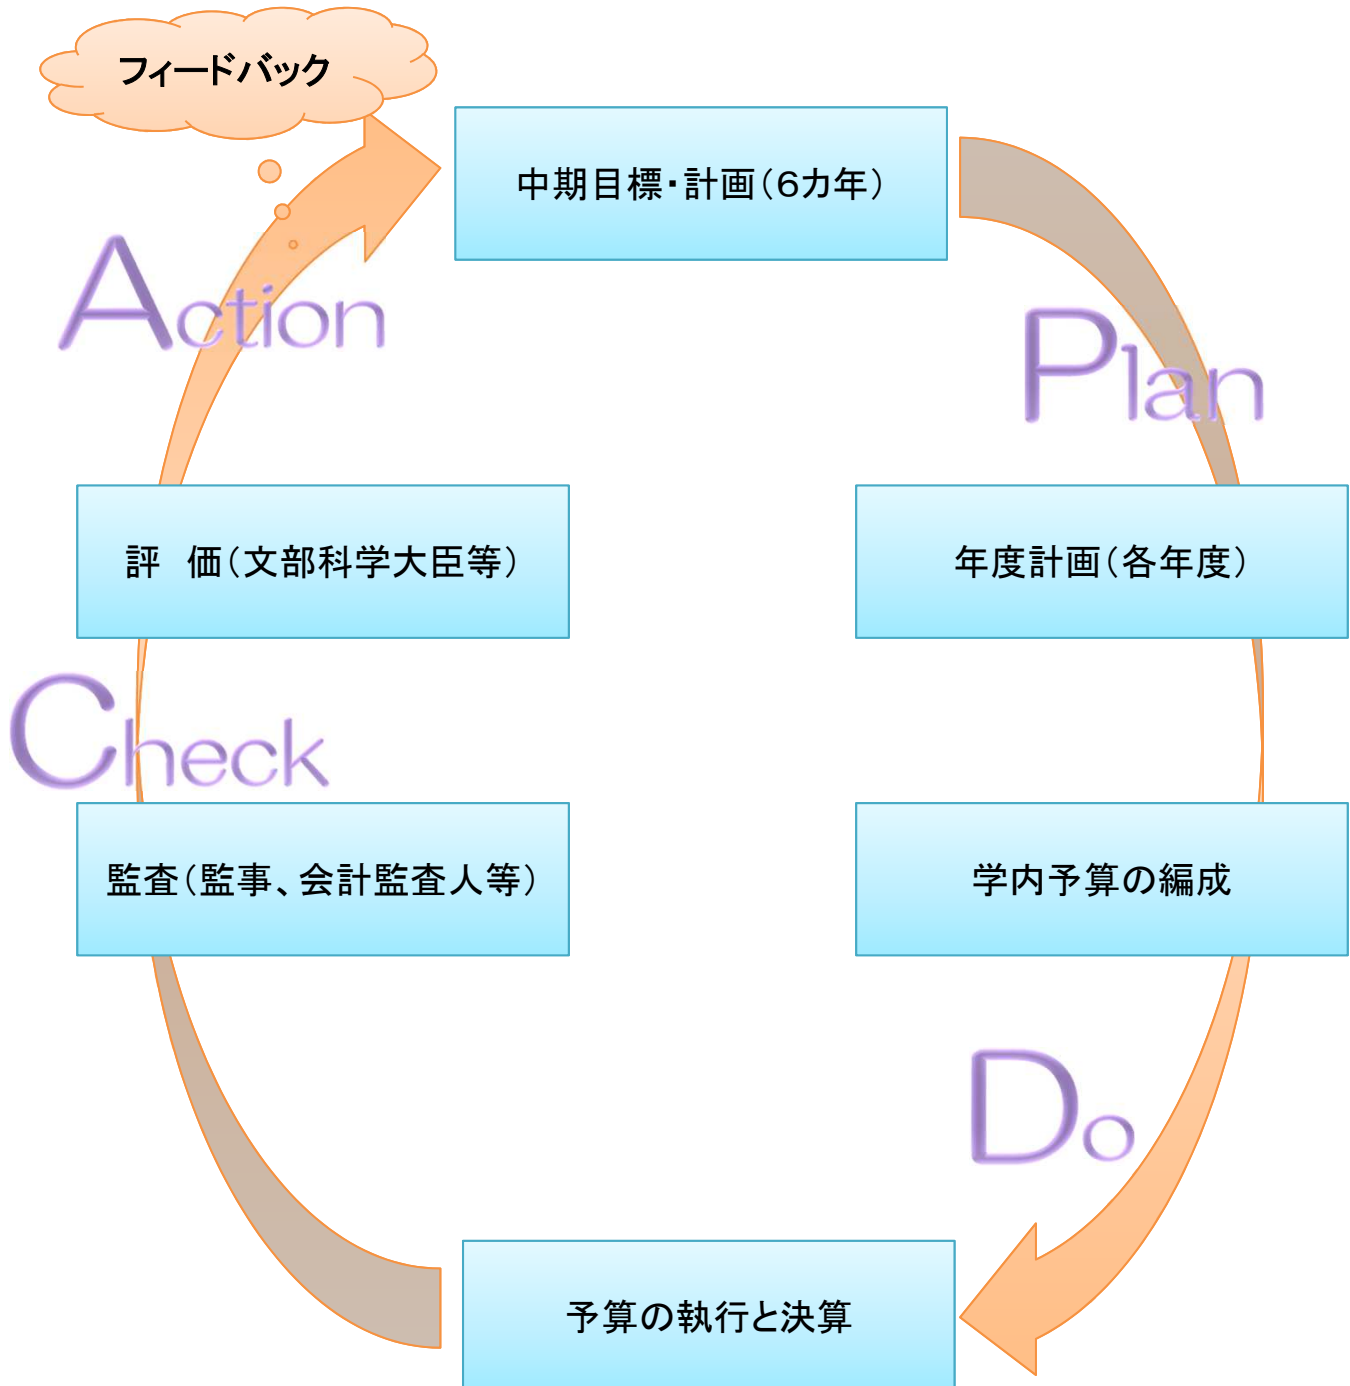 フィードバック
中期目標・計画（６カ年）
Action
Plan
評　価（文部科学大臣等）
年度計画（各年度）
Check
監査（監事、会計監査人等）
学内予算の編成
Do
予算の執行と決算